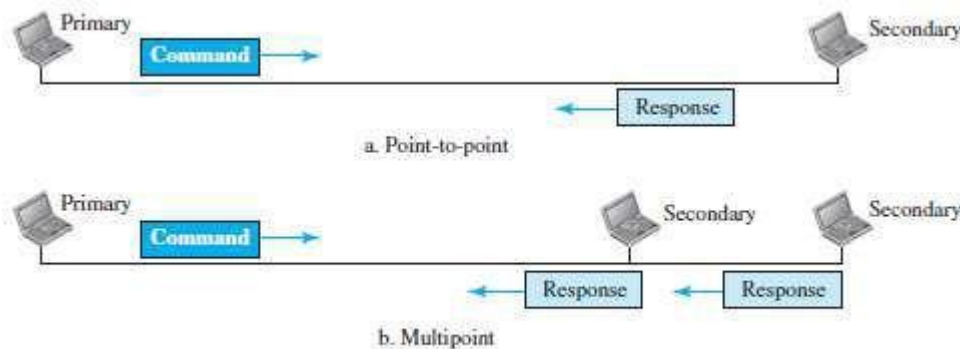 Primary
Secondary
Command
Response
a. Point-to-point
Primary
Secondary
Secondary
Command
Response
Response
b. Multipoint